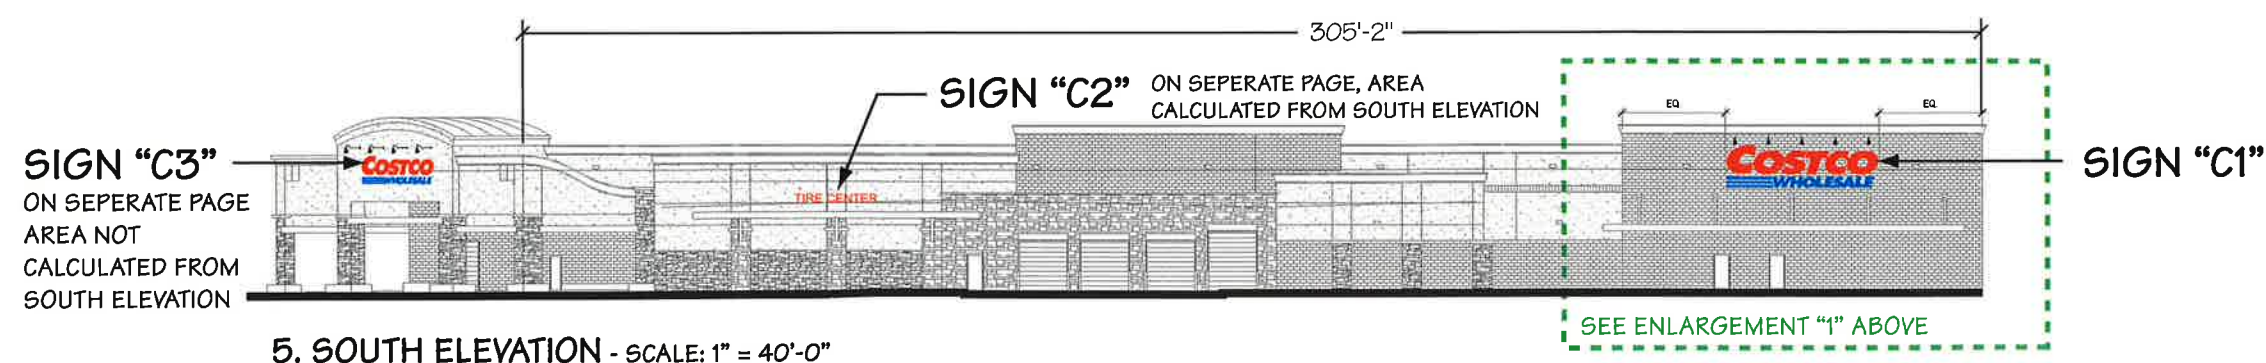 305'-2"
SIGN "C2"
ON SEPERATE PAGE, AREA
CALCULATED FROM SOUTH ELEVATION
EQ
EQ
SIGN "C3"
ON SEPERATE PAGE
AREA NOT
CALCULATED FROM
SOUTH ELEVATION
COSTCO
WHOLESALE
TIRE CENTER
COSTCO
WHOLESALE
SIGN "C1"
SEE ENLARGEMENT "1" ABOVE
5. SOUTH ELEVATION - SCALE: 1" = 40'-0"